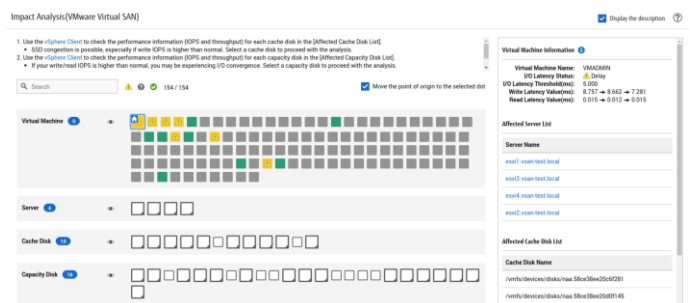 Impact Analysis(VMware Virtual SAN)
Display the description
1. Use the vSphere Client to check the performance information (IOPS and throughput) for each cache disk in the [Affected Cache Disk List].
• SSD congestion is possible, especially if write IOPS is higher than normal. Select a cache disk to proceed with the analysis.
2. Use the vSphere Client to check the performance information (IOPS and throughput) for each capacity disk in the [Affected Capacity Disk List].
• If your write/read IOPS is higher than normal, you may be experiencing I/O convergence. Select a capacity disk to proceed with the analysis.
Search
154 / 154
Move the point of origin to the selected dot
Virtual Machine
Server 4
Cache Disk
Capacity Disk
Virtual Machine Information
Virtual Machine Name: VMADMIN
I/O Latency Status: Delay
I/O Latency Threshold(ms): 5.000
Write Latency Value(ms): 8.757 → 8.662 → 7.281
Read Latency Value(ms): 0.015 → 0.012 → 0.015
Affected Server List
Server Name
esxi1.vsan-test.local
esxi3.vsan-test.local
esxi4.vsan-test.local
esxi2.vsan-test.local
Affected Cache Disk List
Cache Disk Name
/vmfs/devices/disks/naa.58ce38ee20c6f281
/vmfs/devices/disks/naa.58ce38ee20d0f145